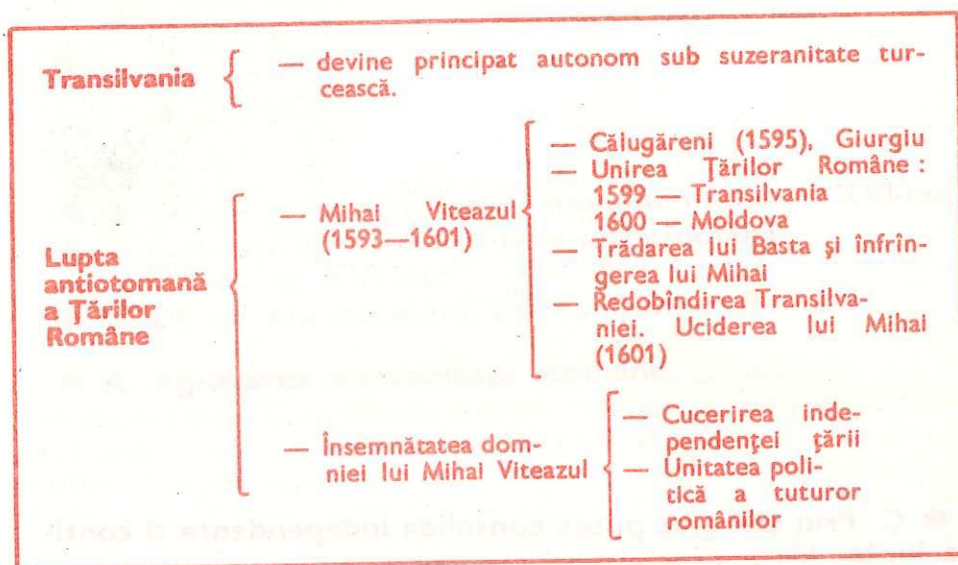 Transilvania
— devine principat autonom sub suzeranitate tur-
cească.
Lupta
antiotomană
a Țărilor
Române
— Mihai Viteazul
(1593—1601)
— Călugăreni (1595), Giurgiu
— Unirea Țărilor Române :
1599 — Transilvania
1600 — Moldova
— Trădarea lui Basta și înfrîn-
gerea lui Mihai
— Redobîndirea Transilva-
niei. Uciderea lui Mihai
(1601)
— Însemnătatea dom-
niei lui Mihai Viteazul
— Cucerirea inde-
pendenței țării
— Unitatea poli-
tică a tuturor
românilor